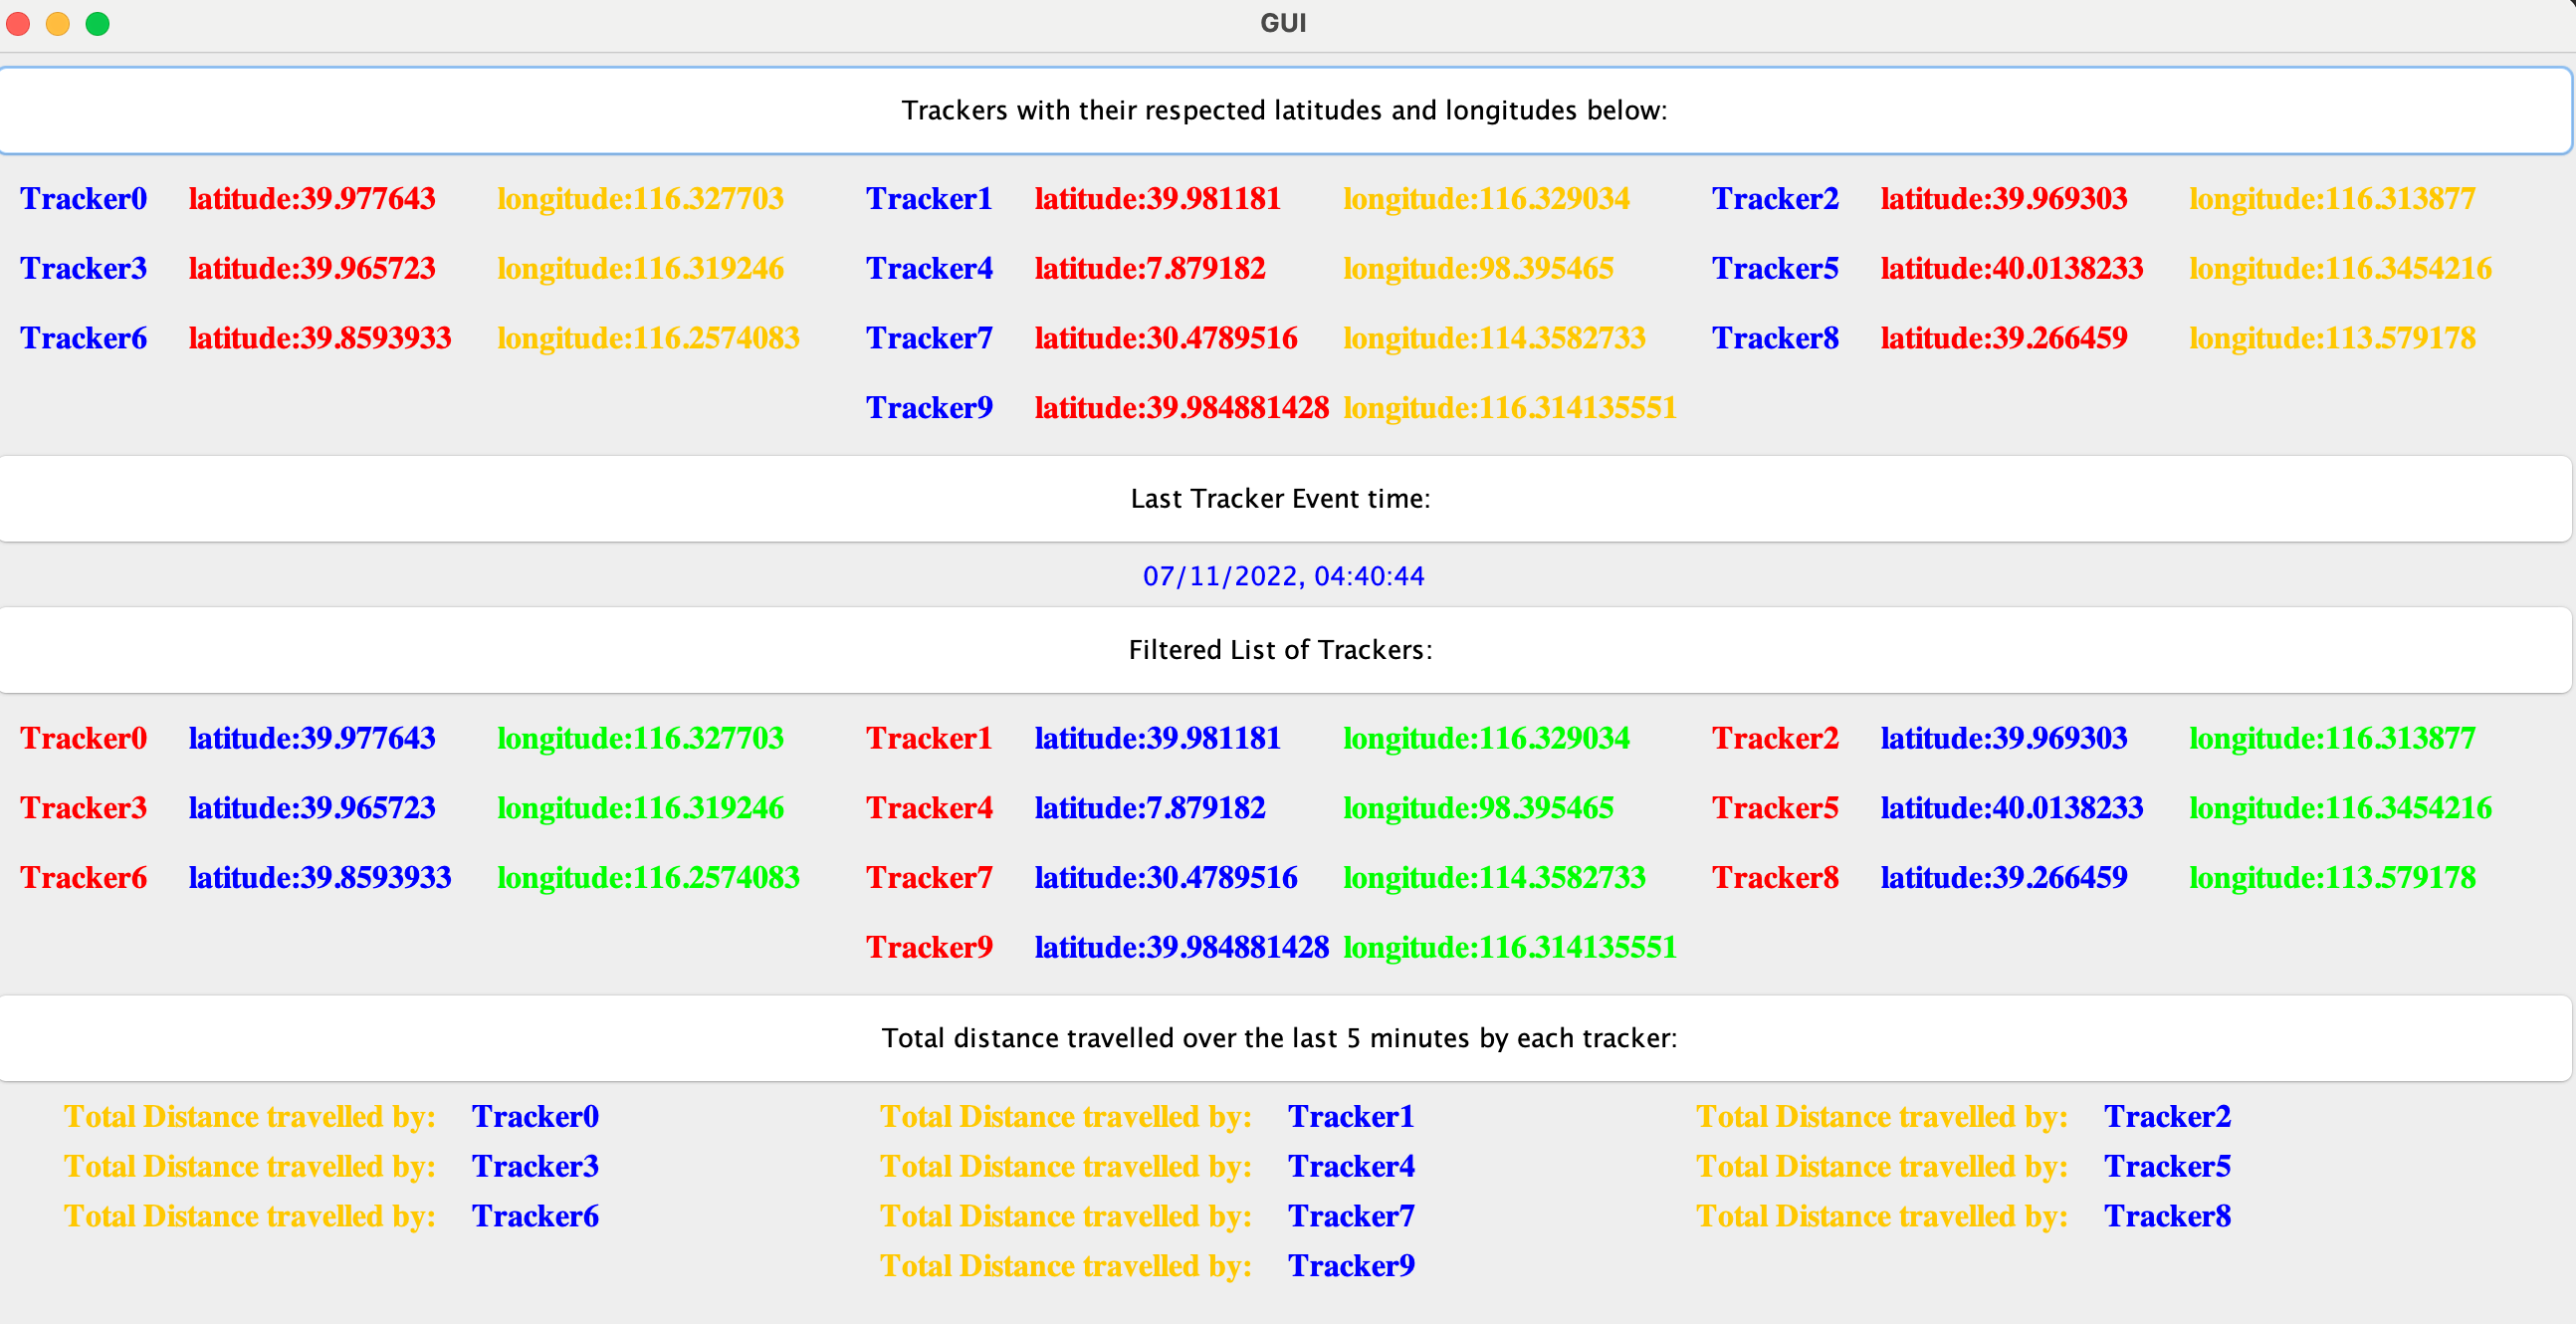 GUI
Trackers with their respected latitudes and longitudes below:
Tracker0 latitude:39.977643 longitude:116.327703 Tracker1 latitude:39.981181 longitude:116.329034 Tracker2 latitude:39.969303 longitude:116.313877
Tracker3 latitude:39.965723 longitude:116.319246 Tracker4 latitude:7.879182 longitude:98.395465 Tracker5 latitude:40.0138233 longitude:116.3454216
Tracker6 latitude:39.8593933 longitude:116.2574083 Tracker7 latitude:30.4789516 longitude:114.3582733 Tracker8 latitude:39.266459 longitude:113.579178
Tracker9 latitude:39.984881428 longitude:116.314135551
Last Tracker Event time:
07/11/2022, 04:40:44
Filtered List of Trackers:
Tracker0 latitude:39.977643 longitude:116.327703 Tracker1 latitude:39.981181 longitude:116.329034 Tracker2 latitude:39.969303 longitude:116.313877
Tracker3 latitude:39.965723 longitude:116.319246 Tracker4 latitude:7.879182 longitude:98.395465 Tracker5 latitude:40.0138233 longitude:116.3454216
Tracker6 latitude:39.8593933 longitude:116.2574083 Tracker7 latitude:30.4789516 longitude:114.3582733 Tracker8 latitude:39.266459 longitude:113.579178
Tracker9 latitude:39.984881428 longitude:116.314135551
Total distance travelled over the last 5 minutes by each tracker:
Total Distance travelled by: Tracker0 Total Distance travelled by: Tracker1 Total Distance travelled by: Tracker2
Total Distance travelled by: Tracker3 Total Distance travelled by: Tracker4 Total Distance travelled by: Tracker5
Total Distance travelled by: Tracker6 Total Distance travelled by: Tracker7 Total Distance travelled by: Tracker8
Total Distance travelled by: Tracker9